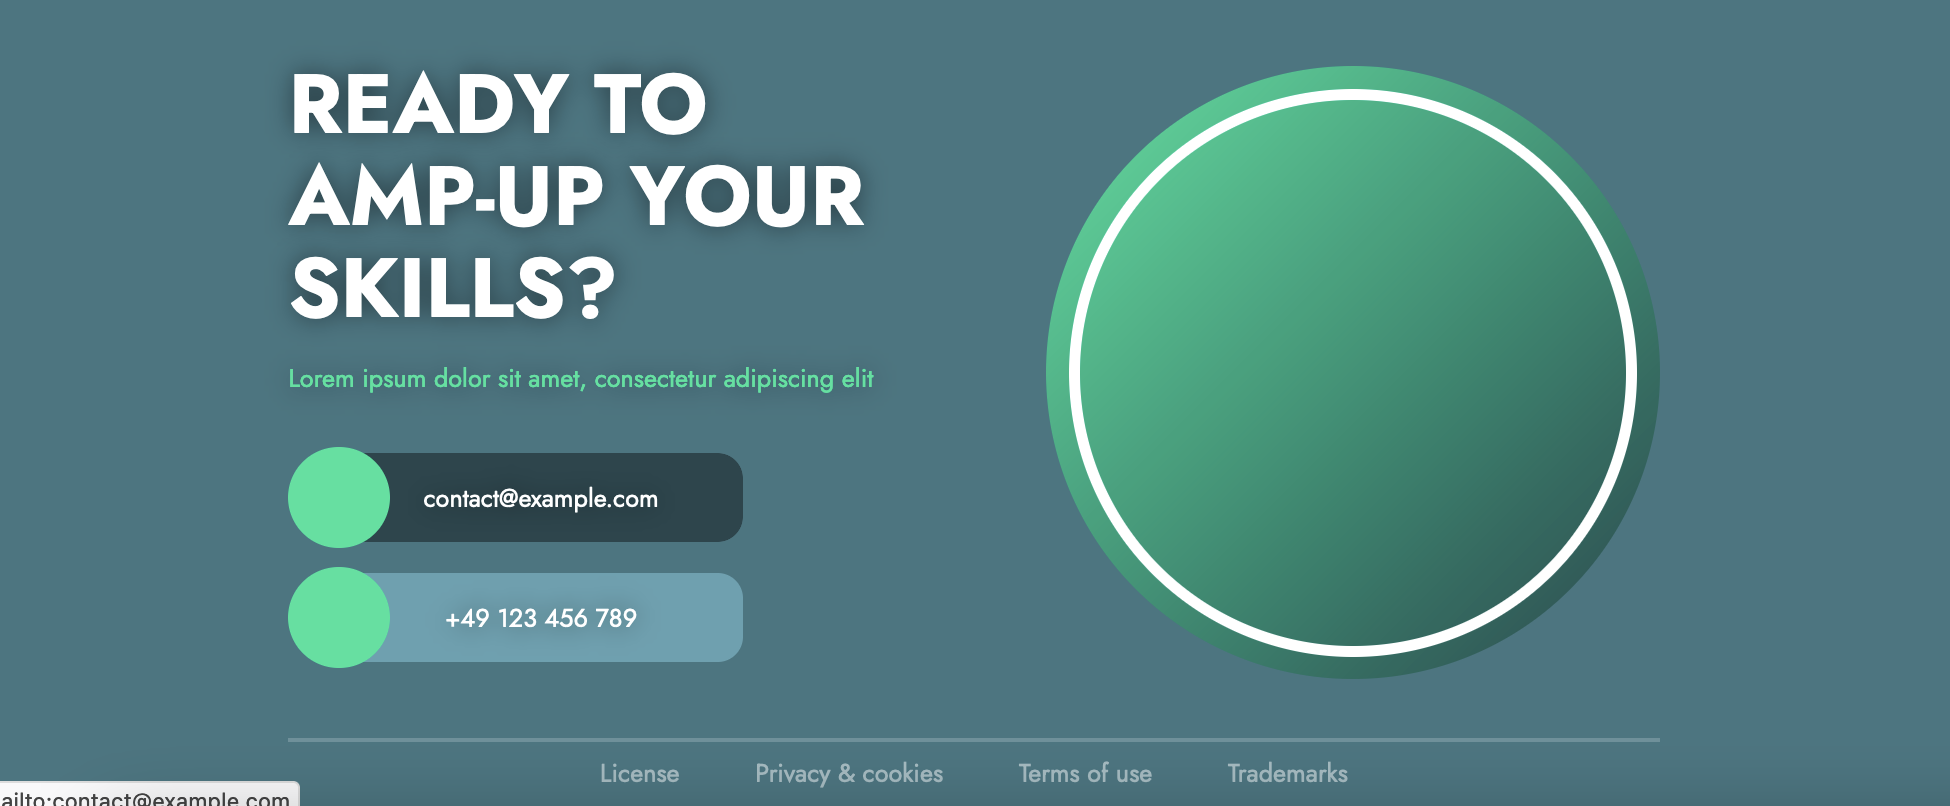 READY TO
AMP-UP YOUR
SKILLS?
Lorem ipsum dolor sit amet, consectetur adipiscing elit
contact@example.com
+49 123 456 789
License Privacy & cookies Terms of use Trademarks
ailto:contact@example.com